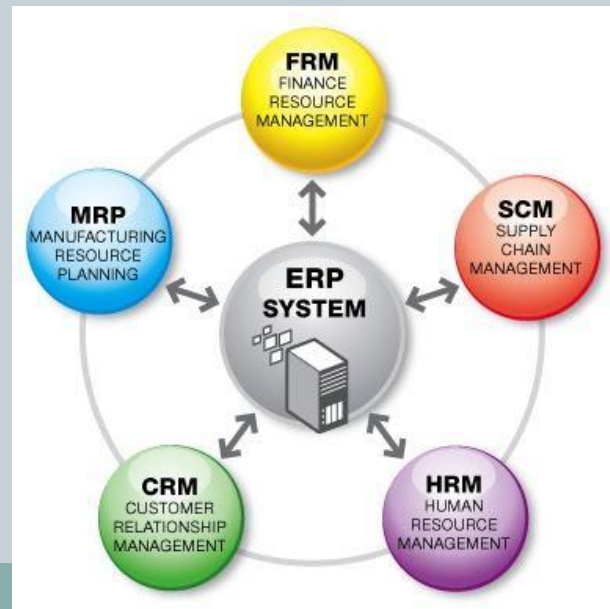 FRM
FINANCE
RESOURCE
MANAGEMENT
MRP
MANUFACTURING
RESOURCE
PLANNING
SCM
SUPPLY
CHAIN
MANAGEMENT
ERP
SYSTEM
CRM
CUSTOMER
RELATIONSHIP
MANAGEMENT
HRM
HUMAN
RESOURCE
MANAGEMENT